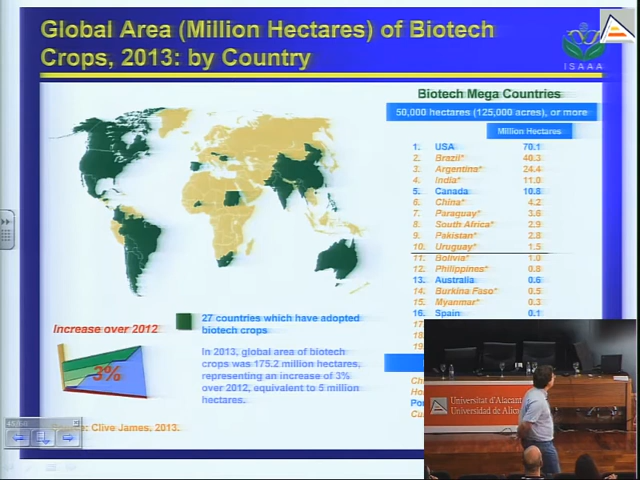 Global Area (Million Hectares) of Biotech
Crops, 2013: by Country
ISAAA
Biotech Mega Countries
50,000 hectares (125,000 acres), or more
Million Hectares
1. USA 70.1
2. Brazil* 40.3
3. Argentina* 24.4
4. India* 11.0
5. Canada 10.8
6. China* 4.2
7. Paraguay* 3.6
8. South Africa* 2.9
9. Pakistan* 2.8
10. Uruguay* 1.5
11. Bolivia* 1.0
12. Philippines* 0.8
13. Australia 0.6
14. Burkina Faso* 0.5
15. Myanmar* 0.3
16. Spain 0.1
17.
18.
19.
27 countries which have adopted
biotech crops
Increase over 2012
3%
In 2013, global area of biotech
crops was 175.2 million hectares,
representing an increase of 3%
over 2012, equivalent to 5 million
hectares.
Clive James, 2013.
Universitat d'Alacant